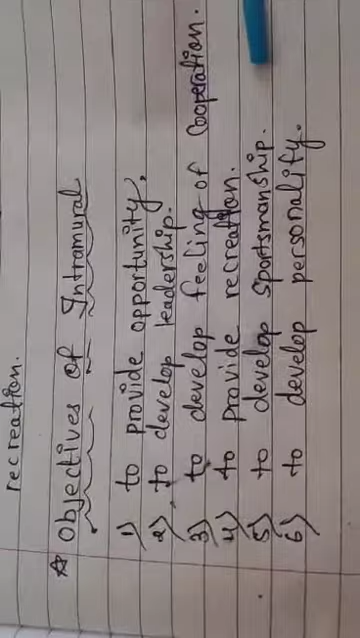 recreation.
☆ Objectives of Intramural
1) to provide opportunity.
2) to develop leadership.
3) to develop feeling of Cooperation.
4) to provide recreation.
5) to develop Sportsmanship.
6) to develop personality.